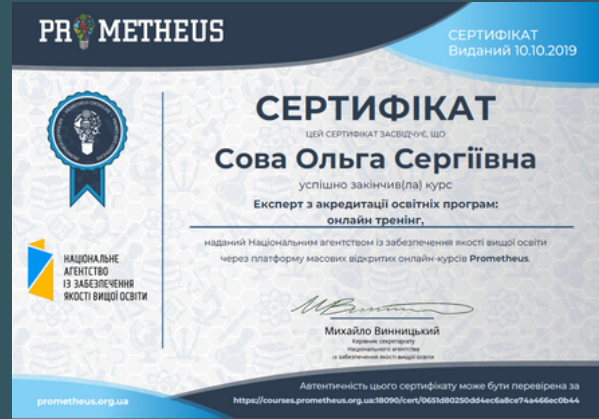 PROMETHEUS
СЕРТИФІКАТ
Виданий 10.10.2019
СЕРТИФІКАТ
ЦЕЙ СЕРТИФІКАТ ЗАСВІДЧУЄ, ЩО
Сова Ольга Сергіївна
успішно закінчив(ла) курс
Експерт з акредитації освітніх програм:
онлайн тренінг,
наданий Національним агентством із забезпечення якості вищої освіти
через платформу масових відкритих онлайн-курсів Prometheus.
НАЦІОНАЛЬНЕ
АГЕНТСТВО
ІЗ ЗАБЕЗПЕЧЕННЯ
ЯКОСТІ ВИЩОЇ ОСВІТИ
Михайло Винницький
Керівник секретаріату
Національного агентства
із забезпечення якості вищої освіти
Автентичність цього сертифікату може бути перевірена за
prometheus.org.ua
https://courses.prometheus.org.ua:18090/cert/0651d80250dd4ec6a8ce74a466ec0b44